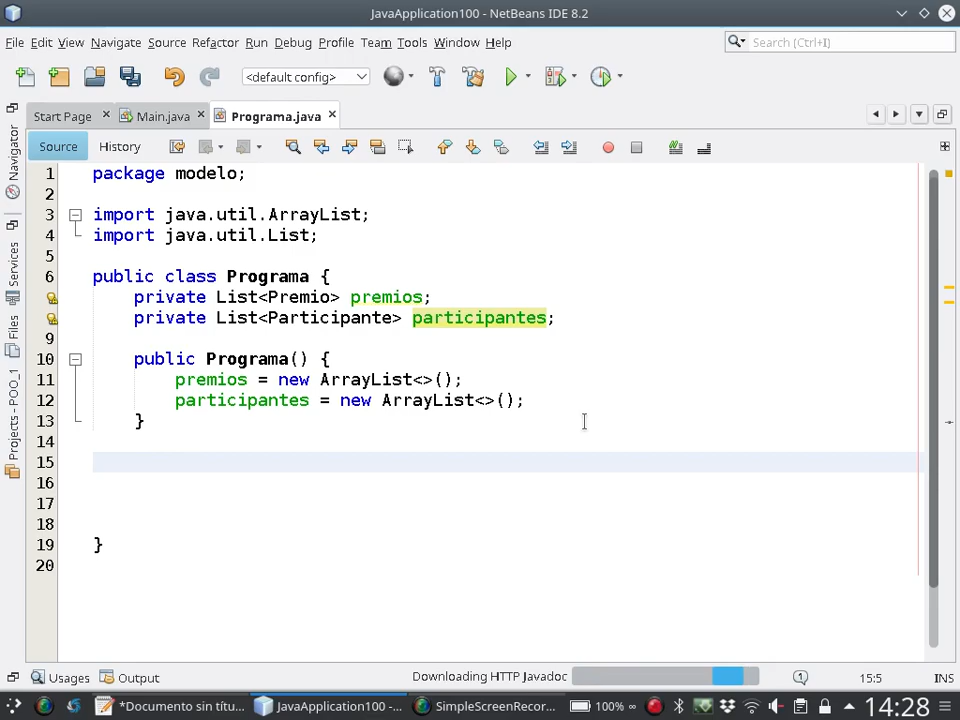 JavaApplication100 - NetBeans IDE 8.2
File Edit View Navigate Source Refactor Run Debug Profile Team Tools Window Help
Search (Ctrl+I)
<default config>
Start Page Main.java Programa.java
Source History
Navigator
Services
Files
Projects - POO_1
1 package modelo;
2
3 import java.util.ArrayList;
4 import java.util.List;
5
6 public class Programa {
private List<Premio> premios;
private List<Participante> participantes;
9
10 public Programa() {
11 premios = new ArrayList<>();
12 participantes = new ArrayList<>();
13 }
14
15
16
17
18
19 }
20
Usages Output Downloading HTTP Javadoc 1 15:5 INS
*Documento sin títu... JavaApplication100 -... SimpleScreenRecor... 100% ∞ 14:28